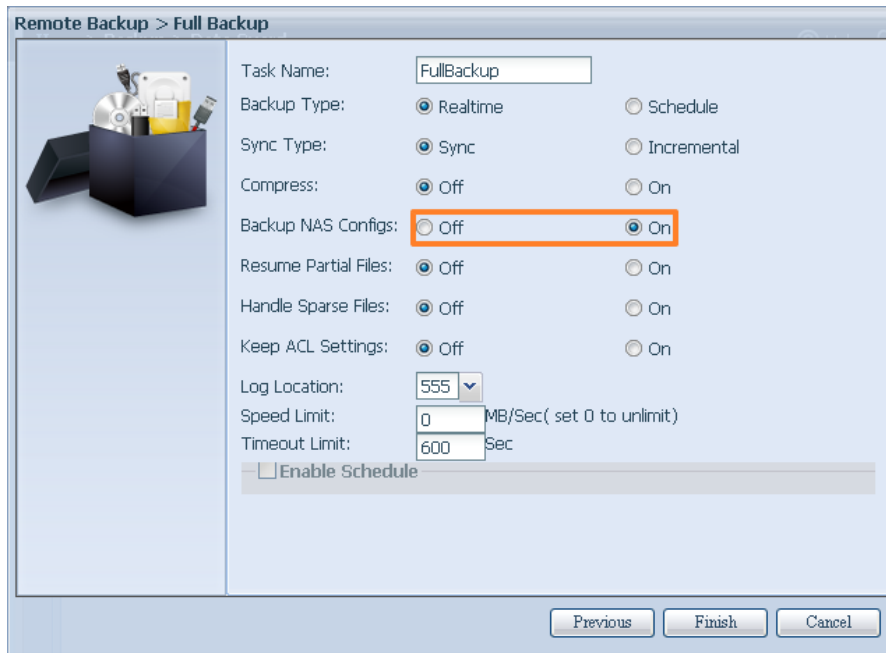 Remote Backup > Full Backup
Task Name: FullBackup
Backup Type: Realtime Schedule
Sync Type: Sync Incremental
Compress: Off On
Backup NAS Configs: Off On
Resume Partial Files: Off On
Handle Sparse Files: Off On
Keep ACL Settings: Off On
Log Location: 555
Speed Limit: 0 MB/Sec( set 0 to unlimit)
Timeout Limit: 600 Sec
Enable Schedule
Previous Finish Cancel